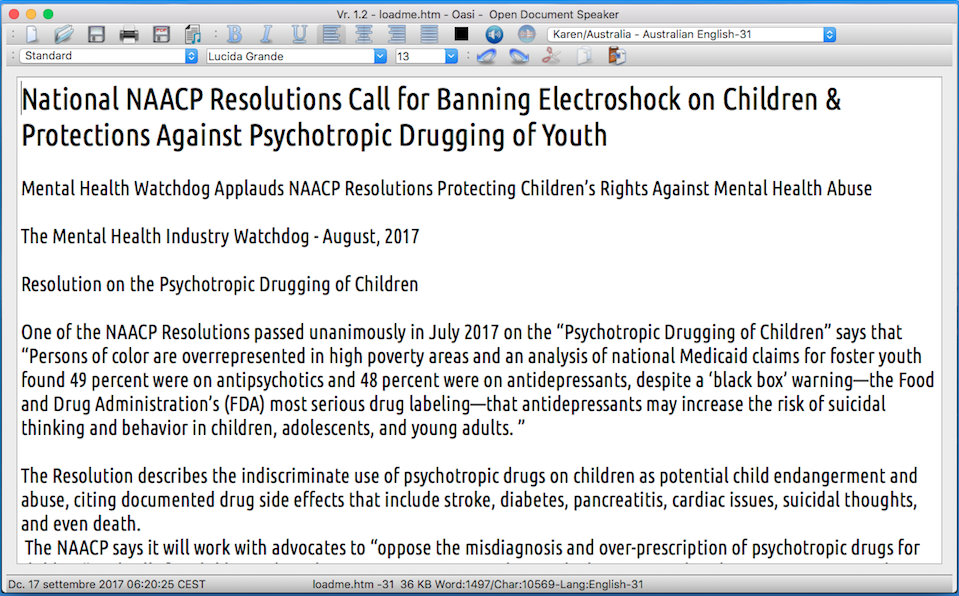 Vr. 1.2 - loadme.htm - Oasi - Open Document Speaker
B I U Karen/Australia - Australian English-31
Standard Lucida Grande 13
National NAACP Resolutions Call for Banning Electroshock on Children &
Protections Against Psychotropic Drugging of Youth
Mental Health Watchdog Applauds NAACP Resolutions Protecting Children’s Rights Against Mental Health Abuse
The Mental Health Industry Watchdog - August, 2017
Resolution on the Psychotropic Drugging of Children
One of the NAACP Resolutions passed unanimously in July 2017 on the “Psychotropic Drugging of Children” says that
“Persons of color are overrepresented in high poverty areas and an analysis of national Medicaid claims for foster youth
found 49 percent were on antipsychotics and 48 percent were on antidepressants, despite a ‘black box’ warning—the Food
and Drug Administration’s (FDA) most serious drug labeling—that antidepressants may increase the risk of suicidal
thinking and behavior in children, adolescents, and young adults. ”
The Resolution describes the indiscriminate use of psychotropic drugs on children as potential child endangerment and
abuse, citing documented drug side effects that include stroke, diabetes, pancreatitis, cardiac issues, suicidal thoughts,
and even death.
The NAACP says it will work with advocates to “oppose the misdiagnosis and over-prescription of psychotropic drugs for
Dc. 17 settembre 2017 06:20:25 CEST loadme.htm -31 36 KB Word:1497/Char:10569-Lang:English-31